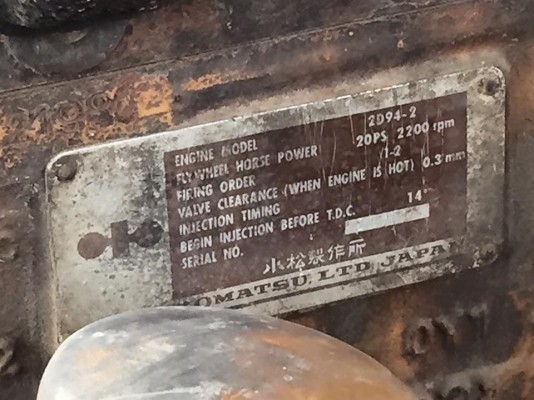 ENGINE MODEL 2D94-2
FLYWHEEL HORSE POWER 20PS 2200 rpm
FIRING ORDER 1-2
VALVE CLEARANCE (WHEN ENGINE IS HOT) 0.3 mm
INJECTION TIMING
BEGIN INJECTION BEFORE T.D.C. 14°
SERIAL NO.
小松製作所
KOMATSU LTD JAPAN